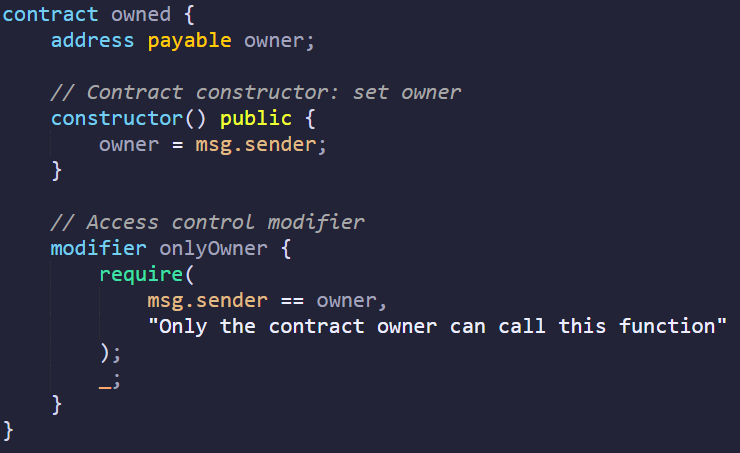 contract owned {
    address payable owner;

    // Contract constructor: set owner
    constructor() public {
        owner = msg.sender;
    }

    // Access control modifier
    modifier onlyOwner {
        require(
            msg.sender == owner,
            "Only the contract owner can call this function"
        );
        _;
    }
}